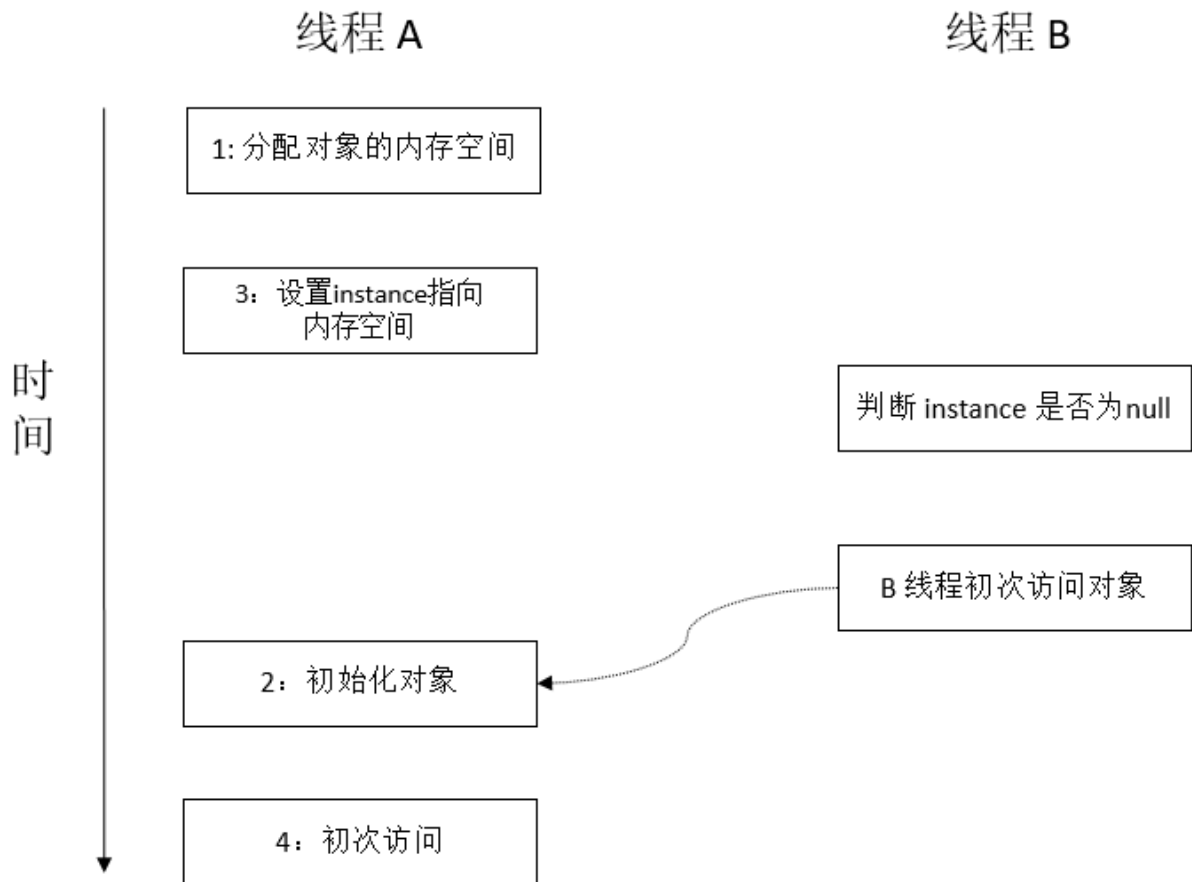 线程 A
线程 B
1: 分配对象的内存空间
3：设置instance指向
内存空间
时
间
判断 instance 是否为null
B 线程初次访问对象
2：初始化对象
4：初次访问